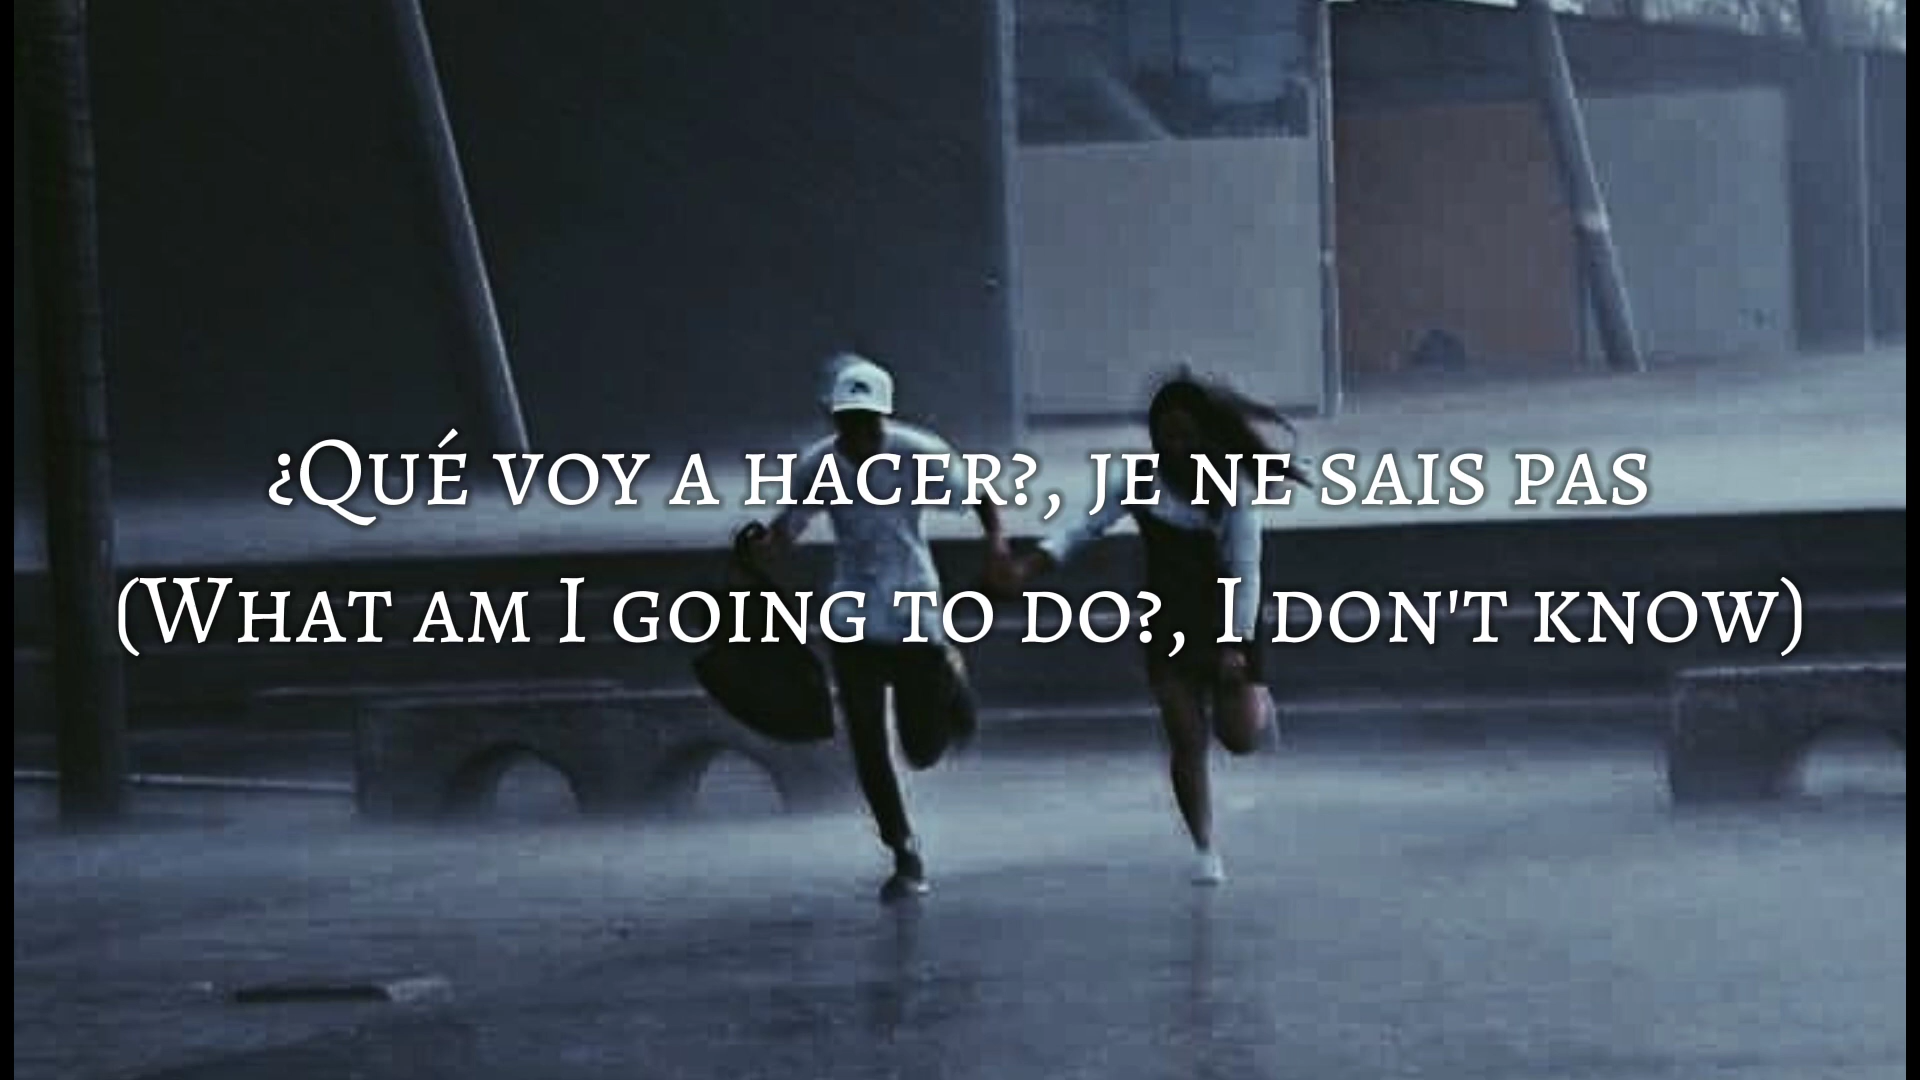 ¿Qué voy a hacer?, je ne sais pas
(What am I going to do?, I don't know)